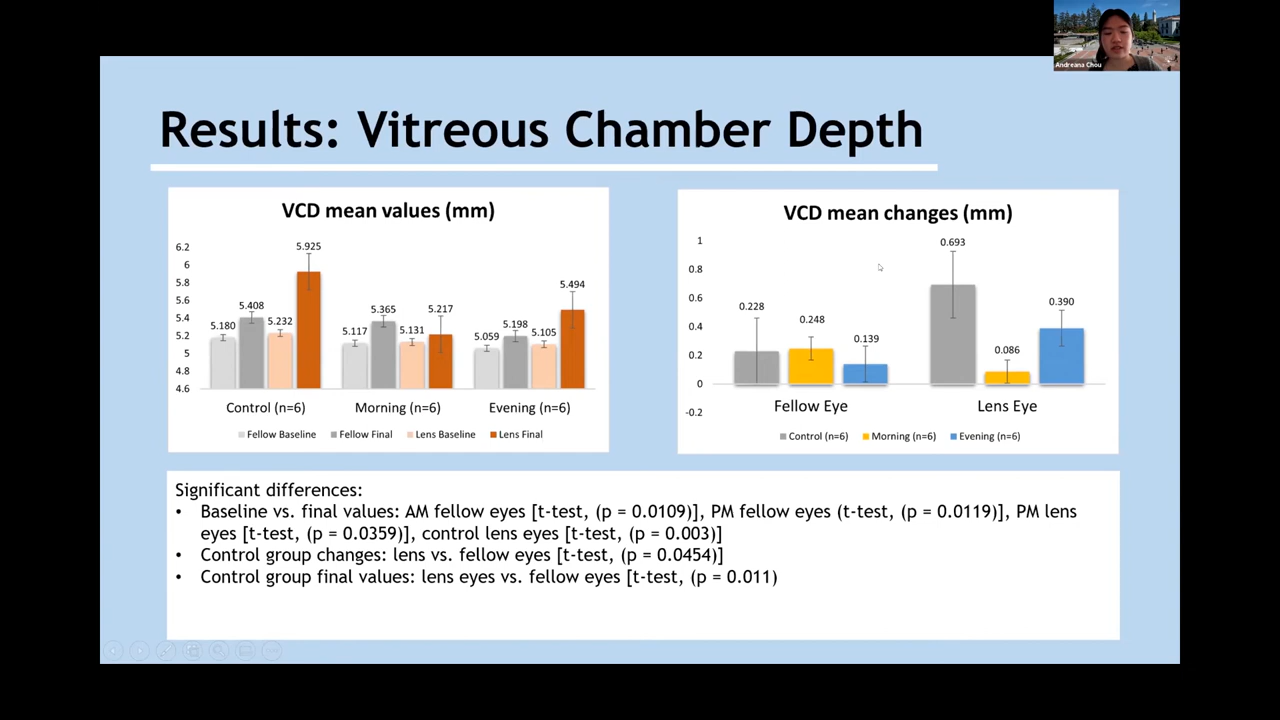 Andreana Chou
Results: Vitreous Chamber Depth
VCD mean values (mm)
6.2
6
5.8
5.6
5.4
5.2
5
4.8
4.6
5.180
5.408
5.232
5.925
5.117
5.365
5.131
5.217
5.059
5.198
5.105
5.494
Control (n=6)
Morning (n=6)
Evening (n=6)
Fellow Baseline
Fellow Final
Lens Baseline
Lens Final
VCD mean changes (mm)
1
0.8
0.6
0.4
0.2
0
-0.2
0.228
0.248
0.139
0.693
0.086
0.390
Fellow Eye
Lens Eye
Control (n=6)
Morning (n=6)
Evening (n=6)
Significant differences:
• Baseline vs. final values: AM fellow eyes [t-test, (p = 0.0109)], PM fellow eyes (t-test, (p = 0.0119)], PM lens
eyes [t-test, (p = 0.0359)], control lens eyes [t-test, (p = 0.003)]
• Control group changes: lens vs. fellow eyes [t-test, (p = 0.0454)]
• Control group final values: lens eyes vs. fellow eyes [t-test, (p = 0.011)